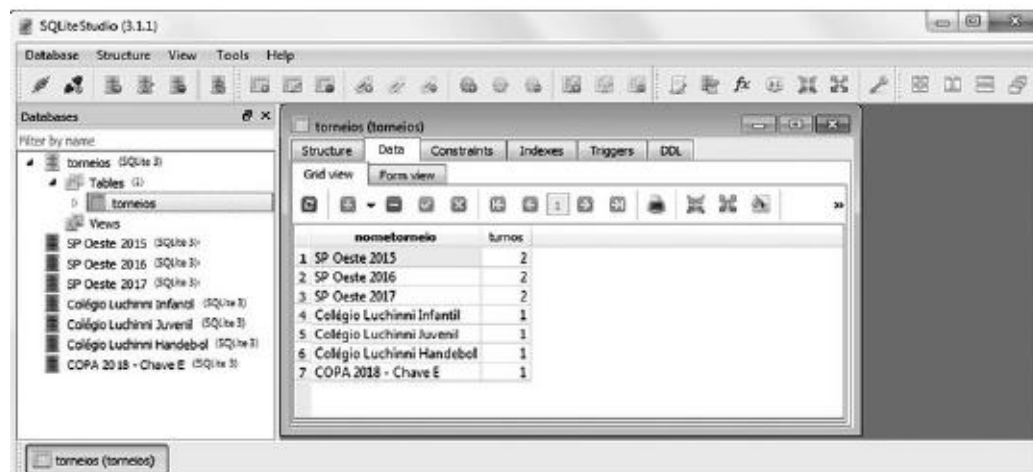 SQLiteStudio (3.1.1)
Database Structure View Tools Help
Databases
Filter by name
torneios (SQLite 3)
Tables (1)
torneios
Views
SP Oeste 2015 (SQLite 3)
SP Oeste 2016 (SQLite 3)
SP Oeste 2017 (SQLite 3)
Colégio Luchinni Infantil (SQLite 3)
Colégio Luchinni Juvenil (SQLite 3)
Colégio Luchinni Handebol (SQLite 3)
COPA 2018 - Chave E (SQLite 3)
torneios (torneios)
Structure Data Constraints Indexes Triggers DDL
Grid view Form view
1
nometorneio turnos
1 SP Oeste 2015 2
2 SP Oeste 2016 2
3 SP Oeste 2017 2
4 Colégio Luchinni Infantil 1
5 Colégio Luchinni Juvenil 1
6 Colégio Luchinni Handebol 1
7 COPA 2018 - Chave E 1
torneios (torneios)